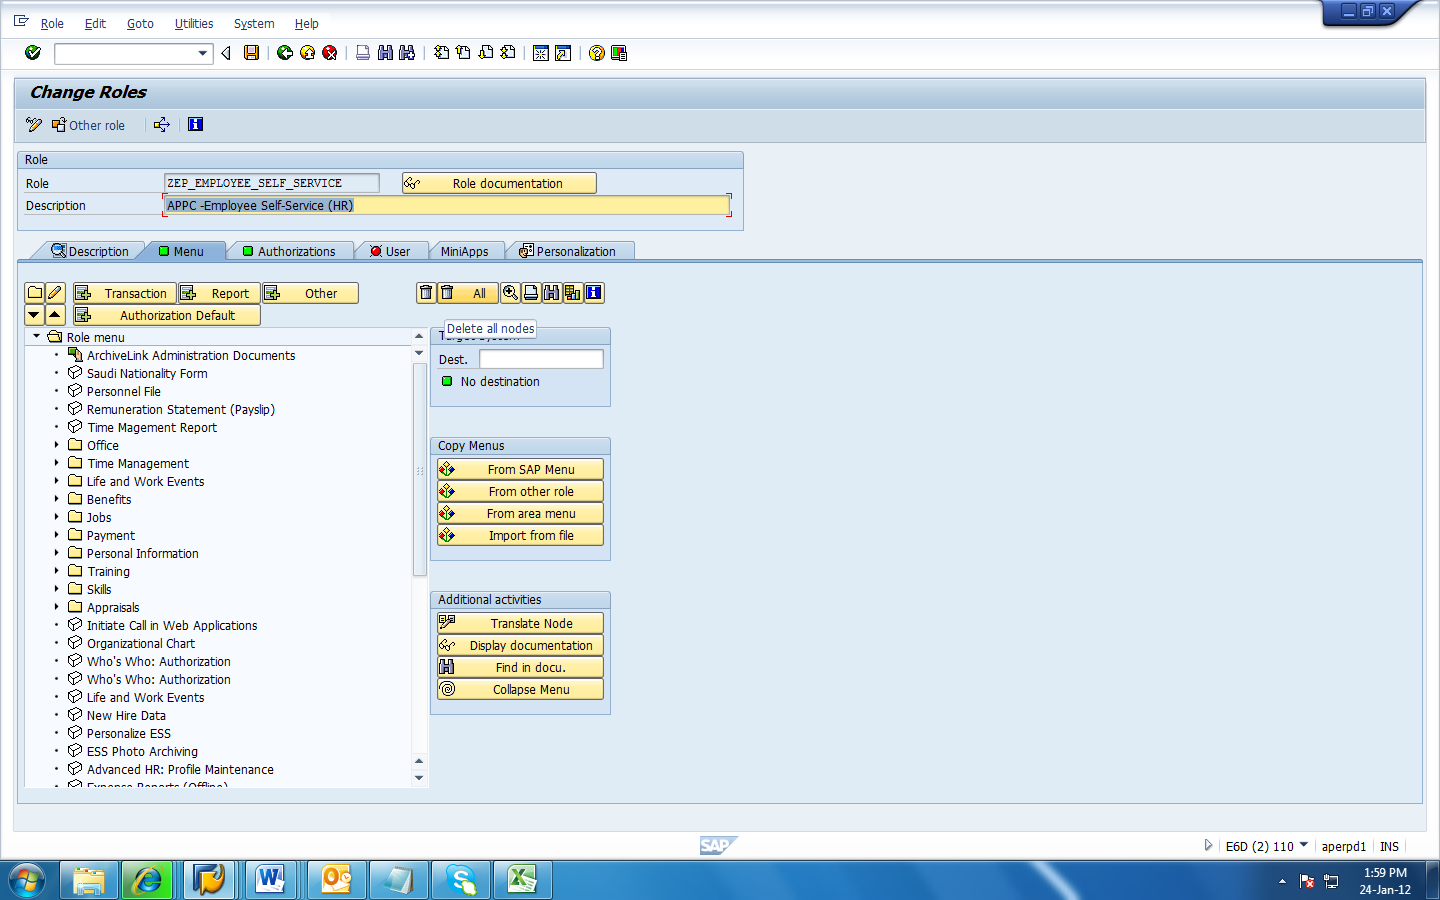 Role Edit Goto Utilities System Help
Change Roles
Other role
Role
Role ZEP_EMPLOYEE_SELF_SERVICE Role documentation
Description APPC -Employee Self-Service (HR)
Description Menu Authorizations User MiniApps Personalization
Transaction Report Other All
Authorization Default
Delete all nodes
Role menu
ArchiveLink Administration Documents
Saudi Nationality Form
Personnel File
Remuneration Statement (Payslip)
Time Magement Report
Office
Time Management
Life and Work Events
Benefits
Jobs
Payment
Personal Information
Training
Skills
Appraisals
Initiate Call in Web Applications
Organizational Chart
Who's Who: Authorization
Who's Who: Authorization
Life and Work Events
New Hire Data
Personalize ESS
ESS Photo Archiving
Advanced HR: Profile Maintenance
Expense Reports (Offline)
Dest.
No destination
Copy Menus
From SAP Menu
From other role
From area menu
Import from file
Additional activities
Translate Node
Display documentation
Find in docu.
Collapse Menu
SAP
E6D (2) 110 aperpd1 INS
1:59 PM
24-Jan-12